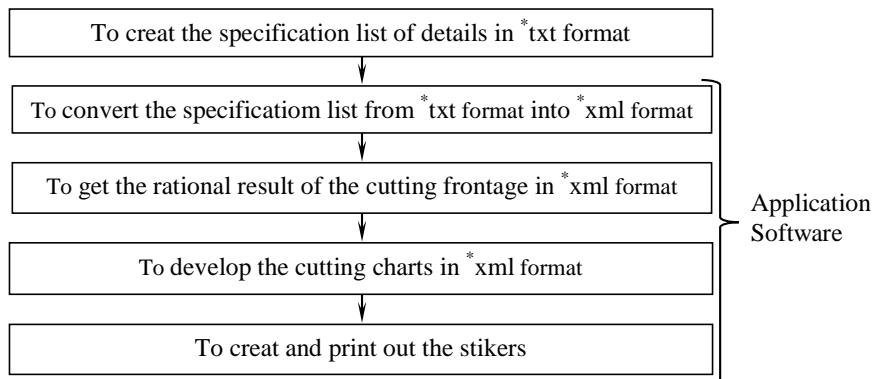 To creat the specification list of details in *txt format
To convert the specificatiom list from *txt format into *xml format
To get the rational result of the cutting frontage in *xml format
To develop the cutting charts in *xml format
To creat and print out the stikers
Application
Software